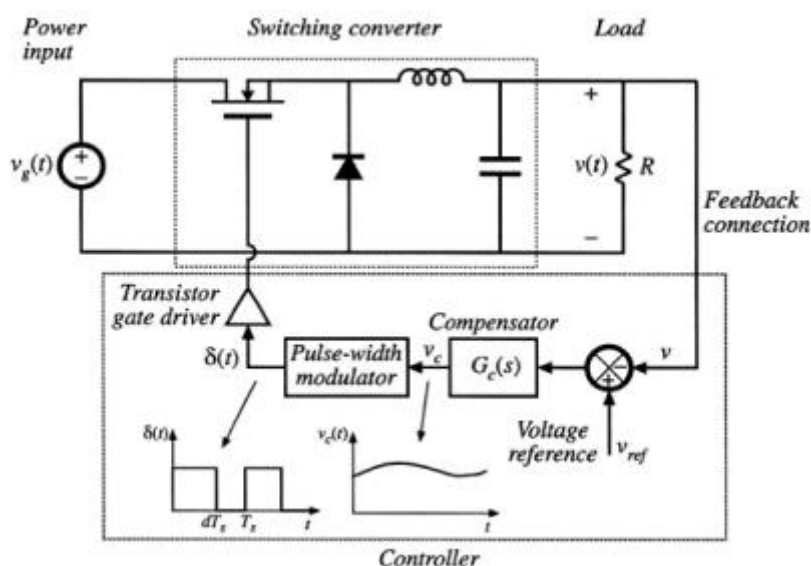 Power
input
Switching converter
Load
+
−
v_g(t)
+
v(t)
−
R
Feedback
connection
Transistor
gate driver
δ(t)
Pulse-width
modulator
v_c
Compensator
G_c(s)
−
+
v
Voltage
reference
v_ref
δ(t)
dT_s
T_s
t
v_c(t)
t
Controller